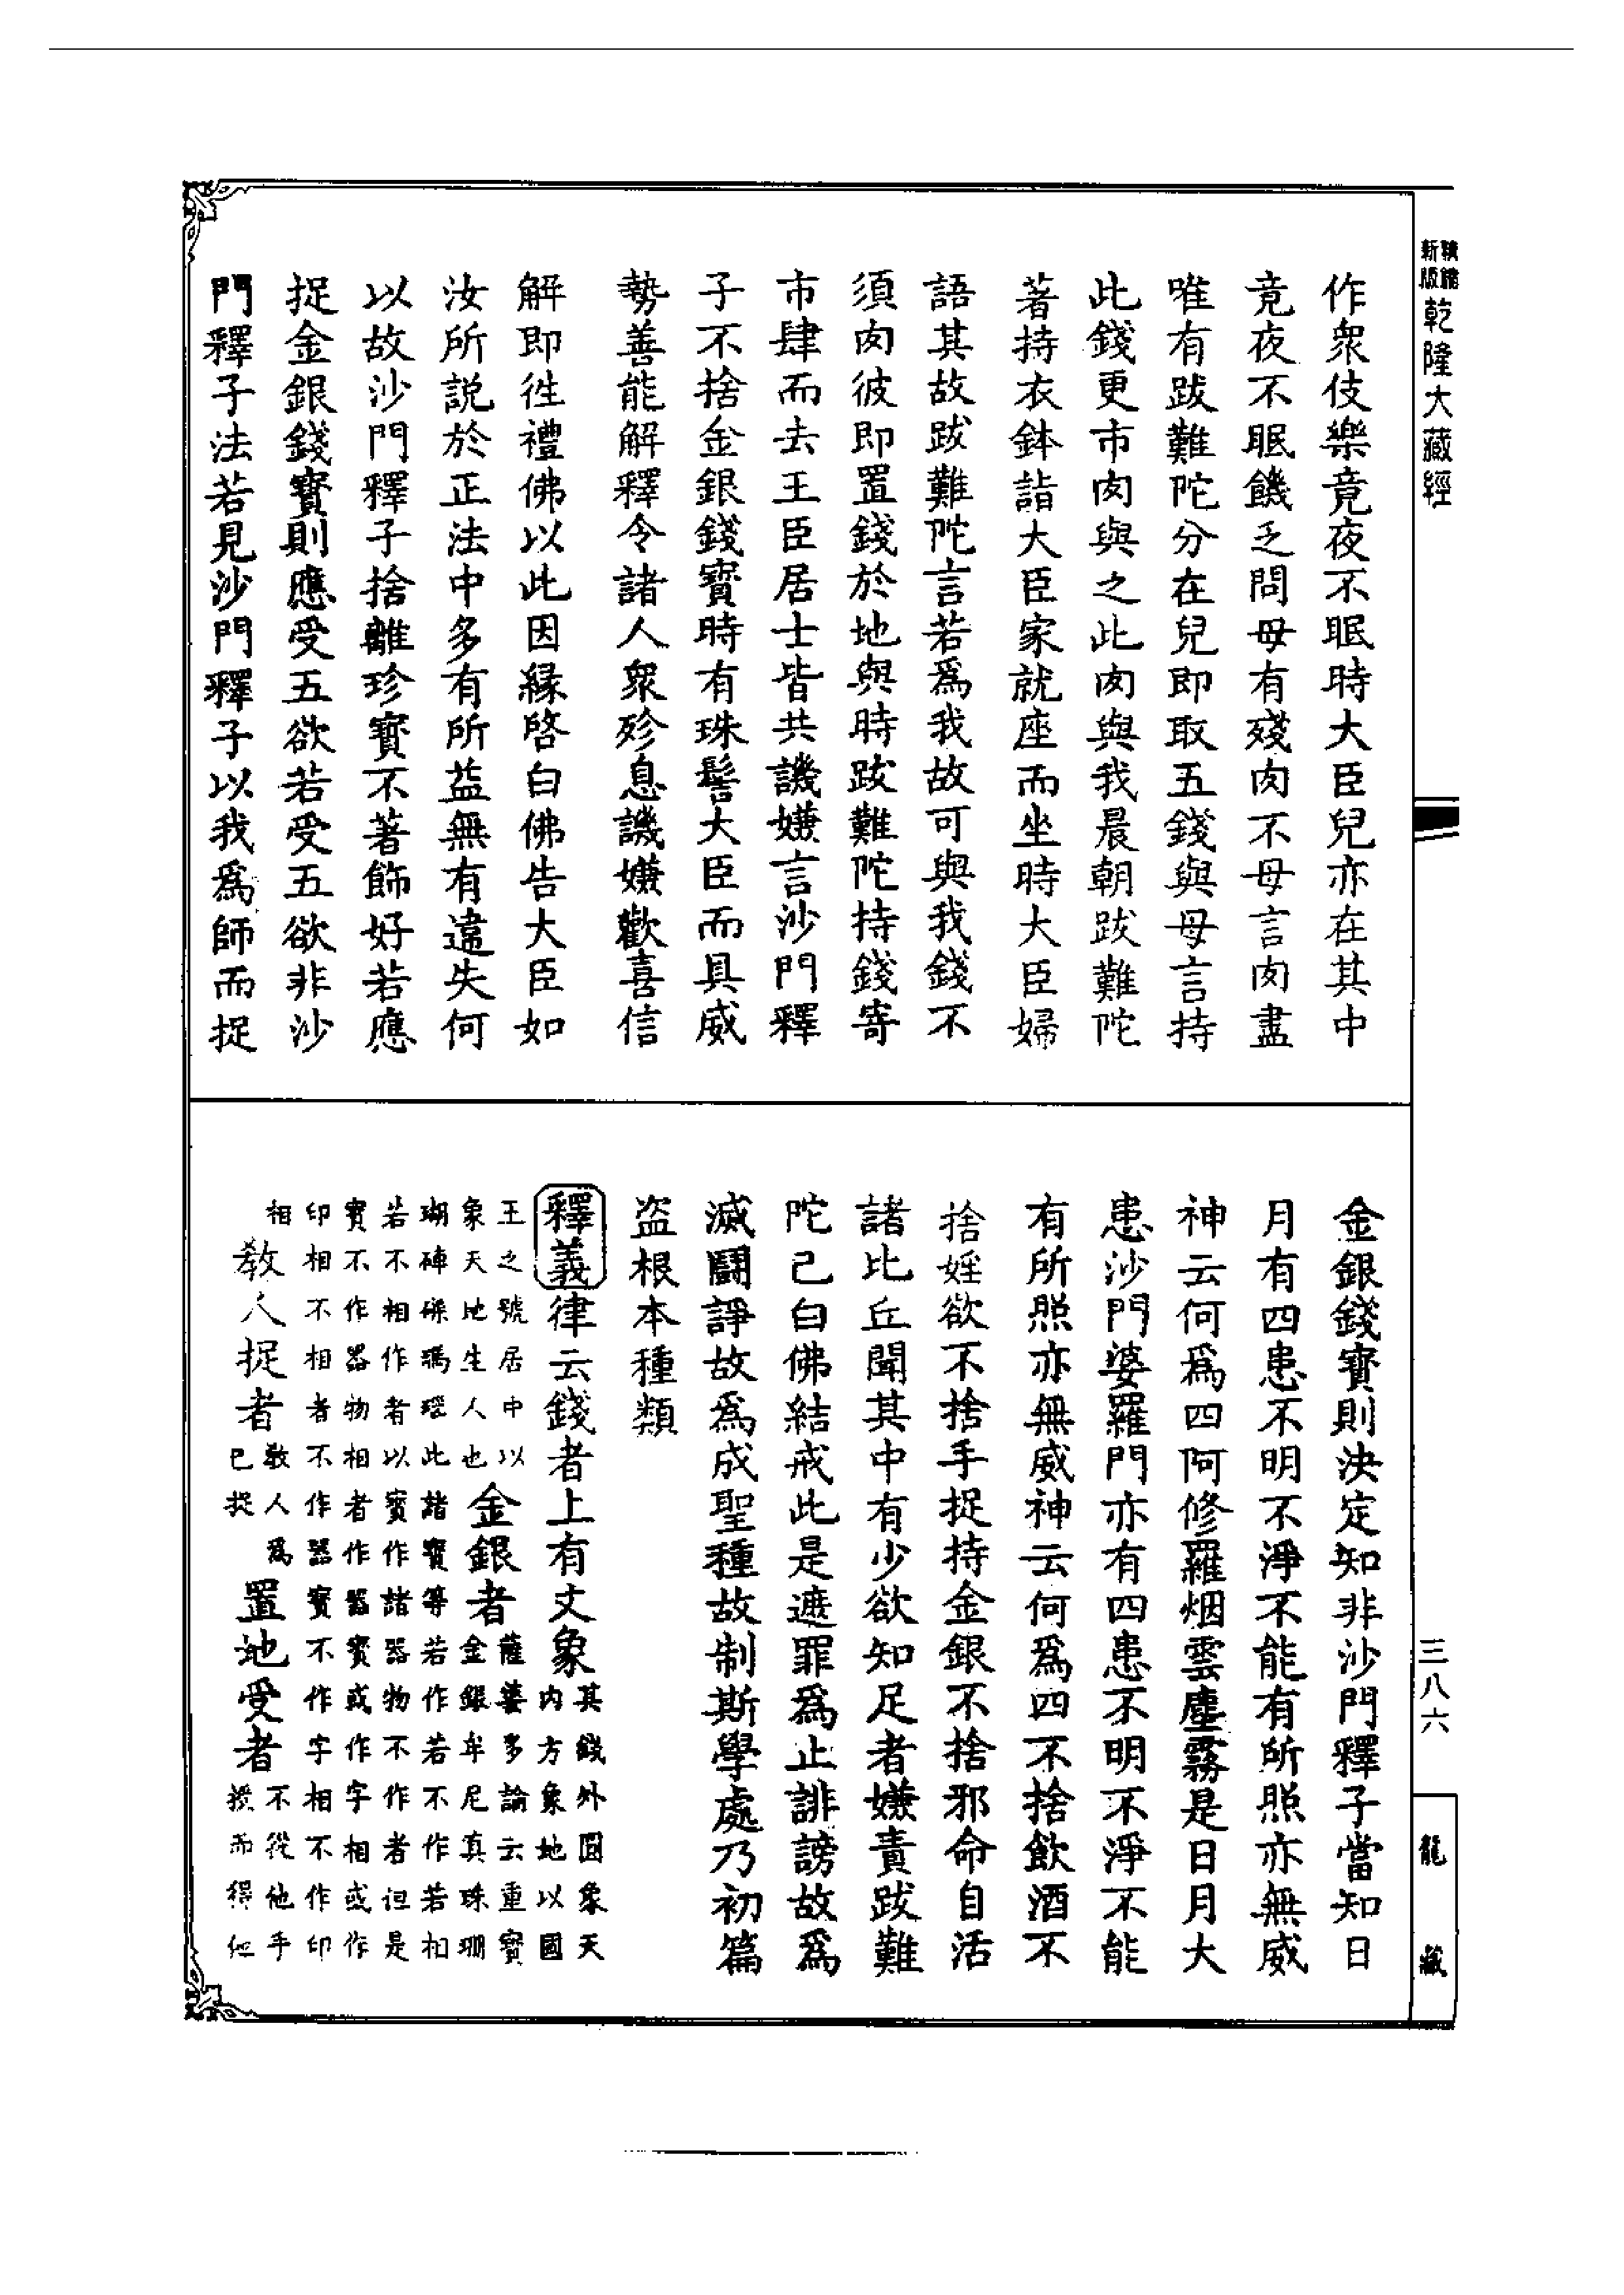 精縮新版乾隆大藏經
三八六
龍藏
作衆伎樂竟夜不眠時大臣兒亦在其中
竟夜不眠饑乏問母有殘肉不母言肉盡
唯有跋難陀分在兒即取五錢與母言持
此錢更市肉與之此肉與我晨朝跋難陀
著持衣鉢詣大臣家就座而坐時大臣婦
語其故跋難陀言若爲我故可與我錢不
須肉彼即置錢於地與時跋難陀持錢寄
市肆而去王臣居士皆共譏嫌言沙門釋
子不捨金銀錢寶時有珠髻大臣而具威
勢善能解釋令諸人衆殄息譏嫌歡喜信
解即徃禮佛以此因緣啓白佛告大臣如
汝所說於正法中多有所益無有違失何
以故沙門釋子捨離珍寶不著飾好若應
捉金銀錢寶則應受五欲若受五欲非沙
門釋子法若見沙門釋子以我爲師而捉
金銀錢寶則決定知非沙門釋子當知日
月有四患不明不淨不能有所照亦無威
神云何爲四阿修羅烟雲塵霧是日月大
患沙門婆羅門亦有四患不明不淨不能
有所照亦無威神云何爲四不捨飲酒不
捨婬欲不捨手捉持金銀不捨邪命自活
諸比丘聞其中有少欲知足者嫌責跋難
陀已白佛結戒此是遮罪爲止誹謗故爲
滅鬪諍故爲成聖種故制斯學處乃初篇
盜根本種類
釋義律云錢者上有文象其錢外圓象天內方象地以國
王之號居中以象天地生人也金銀者薩婆多論云重寶金銀牟尼真珠珊
瑚硨磲瑪瑙此諸寶等若作若不作若相若不相作者以寶作諸器物不作者但是
寶不作器物相者作器寶或作字相或作印相不相者不作器寶不作字相不作印
相教人捉者教人爲已捉置地受者不從他手授而得但